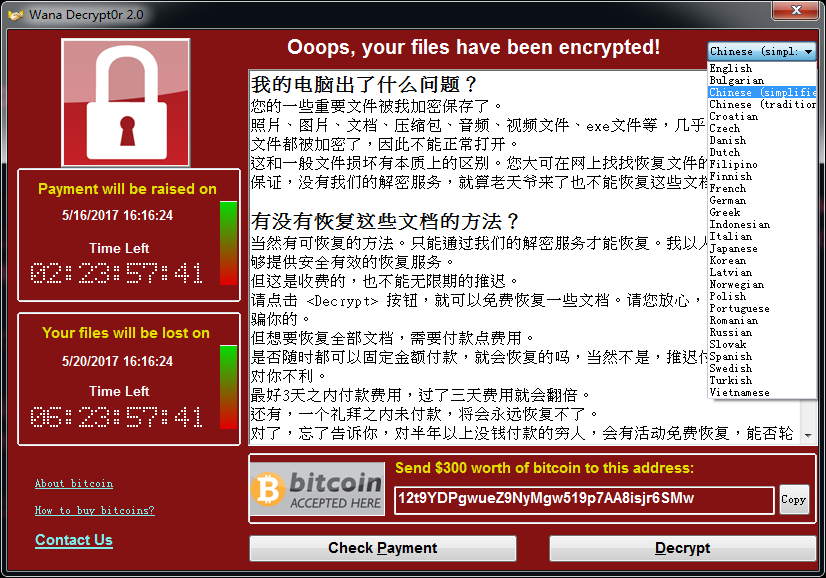 Wana Decrypt0r 2.0
Ooops, your files have been encrypted!
Chinese (simpl:
English
Bulgarian
Chinese (simplifie
Chinese (tradition
Croatian
Czech
Danish
Dutch
Filipino
Finnish
French
German
Greek
Indonesian
Italian
Japanese
Korean
Latvian
Norwegian
Polish
Portuguese
Romanian
Russian
Slovak
Spanish
Swedish
Turkish
Vietnamese
Payment will be raised on
5/16/2017 16:16:24
Time Left
02:23:57:41
Your files will be lost on
5/20/2017 16:16:24
Time Left
06:23:57:41
About bitcoin
How to buy bitcoins?
Contact Us
我的电脑出了什么问题？
您的一些重要文件被我加密保存了。
照片、图片、文档、压缩包、音频、视频文件、exe文件等，几乎
文件都被加密了，因此不能正常打开。
这和一般文件损坏有本质上的区别。您大可在网上找找恢复文件的
保证，没有我们的解密服务，就算老天爷来了也不能恢复这些文档
有没有恢复这些文档的方法？
当然有可恢复的方法。只能通过我们的解密服务才能恢复。我以人
够提供安全有效的恢复服务。
但这是收费的，也不能无限期的推迟。
请点击 <Decrypt> 按钮，就可以免费恢复一些文档。请您放心，
骗你的。
但想要恢复全部文档，需要付款点费用。
是否随时都可以固定金额付款，就会恢复的吗，当然不是，推迟付
对你不利。
最好3天之内付款费用，过了三天费用就会翻倍。
还有，一个礼拜之内未付款，将会永远恢复不了。
对了，忘了告诉你，对半年以上没钱付款的穷人，会有活动免费恢复，能否轮
bitcoin
ACCEPTED HERE
Send $300 worth of bitcoin to this address:
12t9YDPgwueZ9NyMgw519p7AA8isjr6SMw
Copy
Check Payment
Decrypt